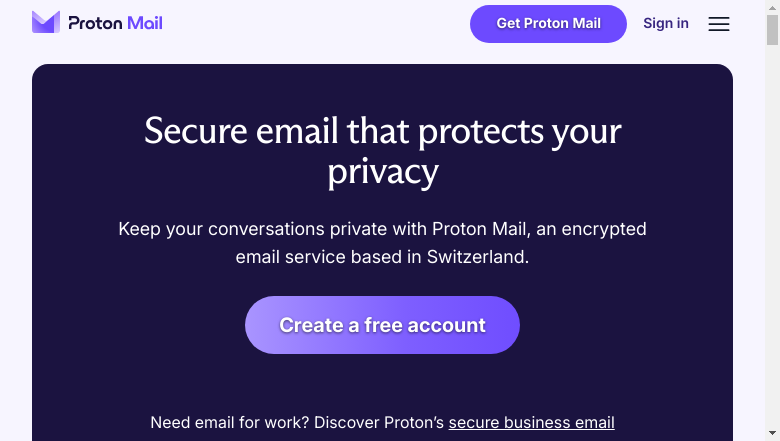 Proton Mail
Get Proton Mail
Sign in
Secure email that protects your
privacy
Keep your conversations private with Proton Mail, an encrypted
email service based in Switzerland.
Create a free account
Need email for work? Discover Proton’s secure business email